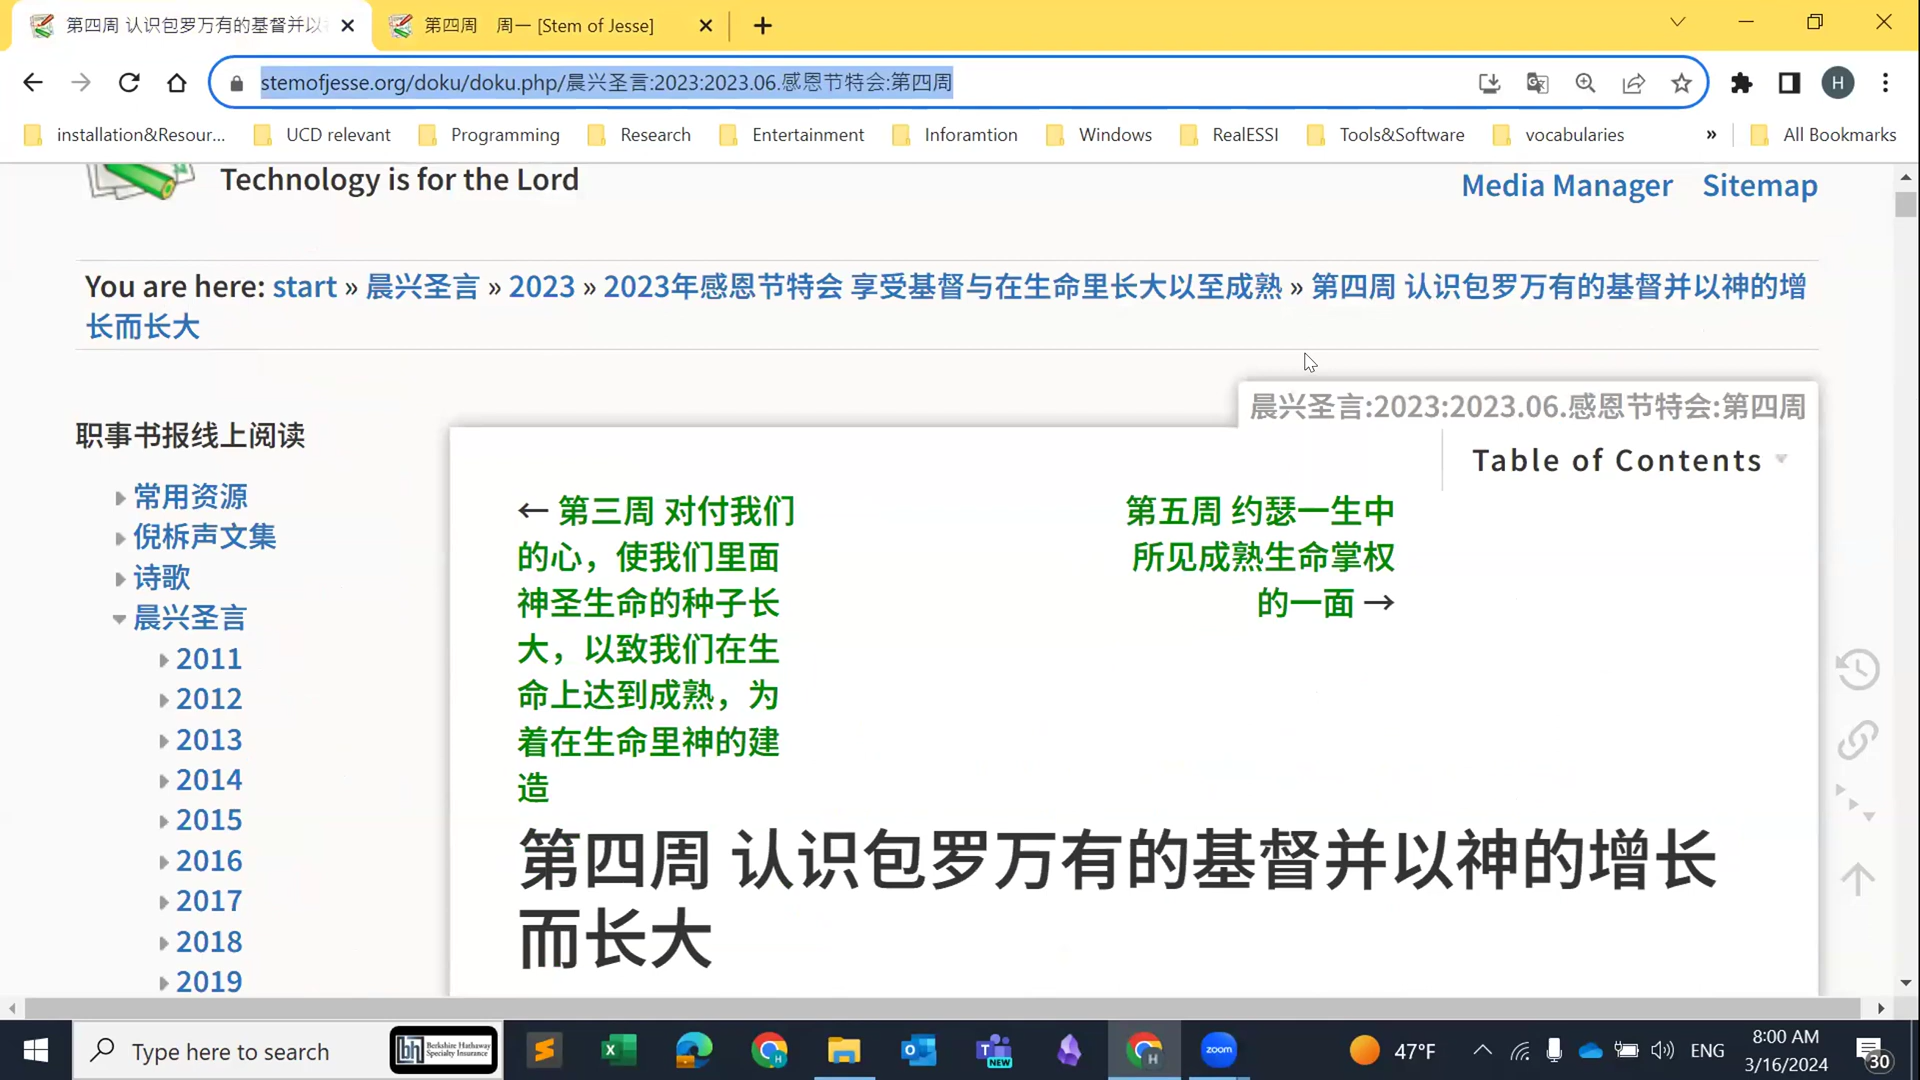 第四周 认识包罗万有的基督并以
第四周 周一 [Stem of Jesse]
stemofjesse.org/doku/doku.php/晨兴圣言:2023:2023.06.感恩节特会:第四周
H
installation&Resour...
UCD relevant
Programming
Research
Entertainment
Inforamtion
Windows
RealESSI
Tools&Software
vocabularies
»
All Bookmarks
Technology is for the Lord
Media Manager
Sitemap
You are here: start » 晨兴圣言 » 2023 » 2023年感恩节特会 享受基督与在生命里长大以至成熟 » 第四周 认识包罗万有的基督并以神的增
长而长大
晨兴圣言:2023:2023.06.感恩节特会:第四周
职事书报线上阅读
常用资源
倪柝声文集
诗歌
晨兴圣言
2011
2012
2013
2014
2015
2016
2017
2018
2019
Table of Contents
← 第三周 对付我们
的心，使我们里面
神圣生命的种子长
大，以致我们在生
命上达到成熟，为
着在生命里神的建
造
第五周 约瑟一生中
所见成熟生命掌权
的一面 →
第四周 认识包罗万有的基督并以神的增长
而长大
Type here to search
bh Berkshire Hathaway
Specialty Insurance
NEW
zoom
47°F
ENG
8:00 AM
3/16/2024
30